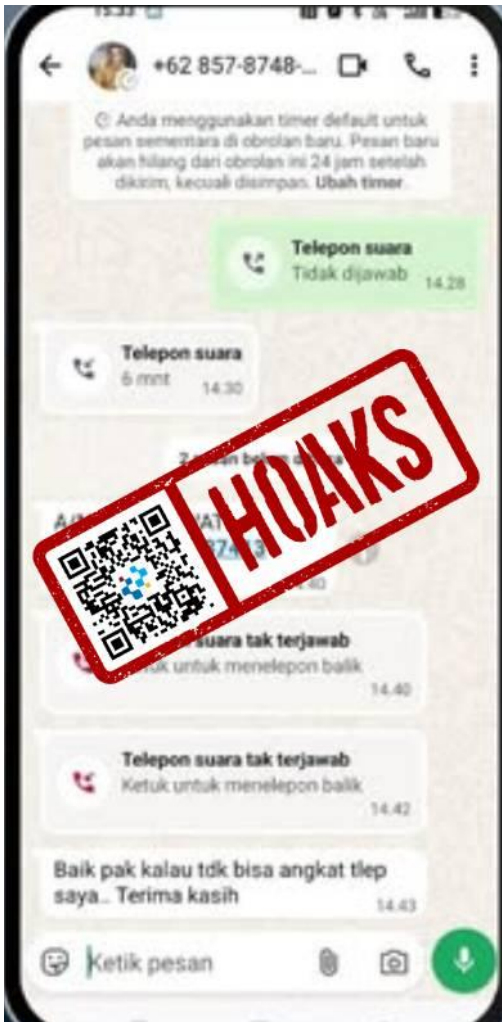 15.33
+62 857-8748-...
Anda menggunakan timer default untuk
pesan sementara di obrolan baru. Pesan baru
akan hilang dari obrolan ini 24 jam setelah
dikirim, kecuali disimpan. Ubah timer.
Telepon suara
Tidak dijawab 14.28
Telepon suara
6 mnt 14.30
HOAKS
suara tak terjawab
untuk menelepon balik
14.40
Telepon suara tak terjawab
Ketuk untuk menelepon balik
14.42
Baik pak kalau tdk bisa angkat tlep
saya.. Terima kasih 14.43
Ketik pesan